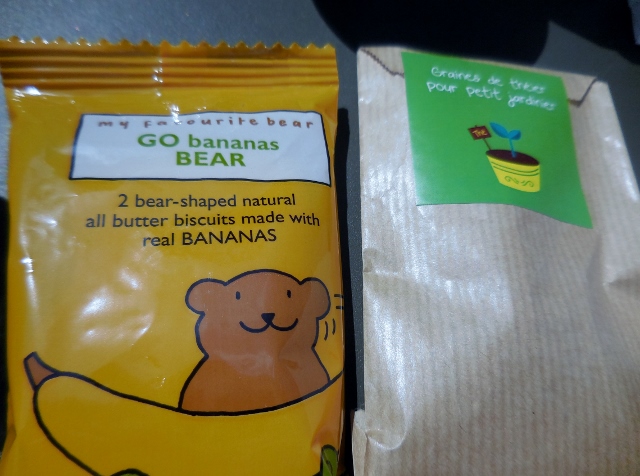 my favourite bear
GO bananas
BEAR
2 bear-shaped natural
all butter biscuits made with
real BANANAS
Graines de
pour petit jardinier